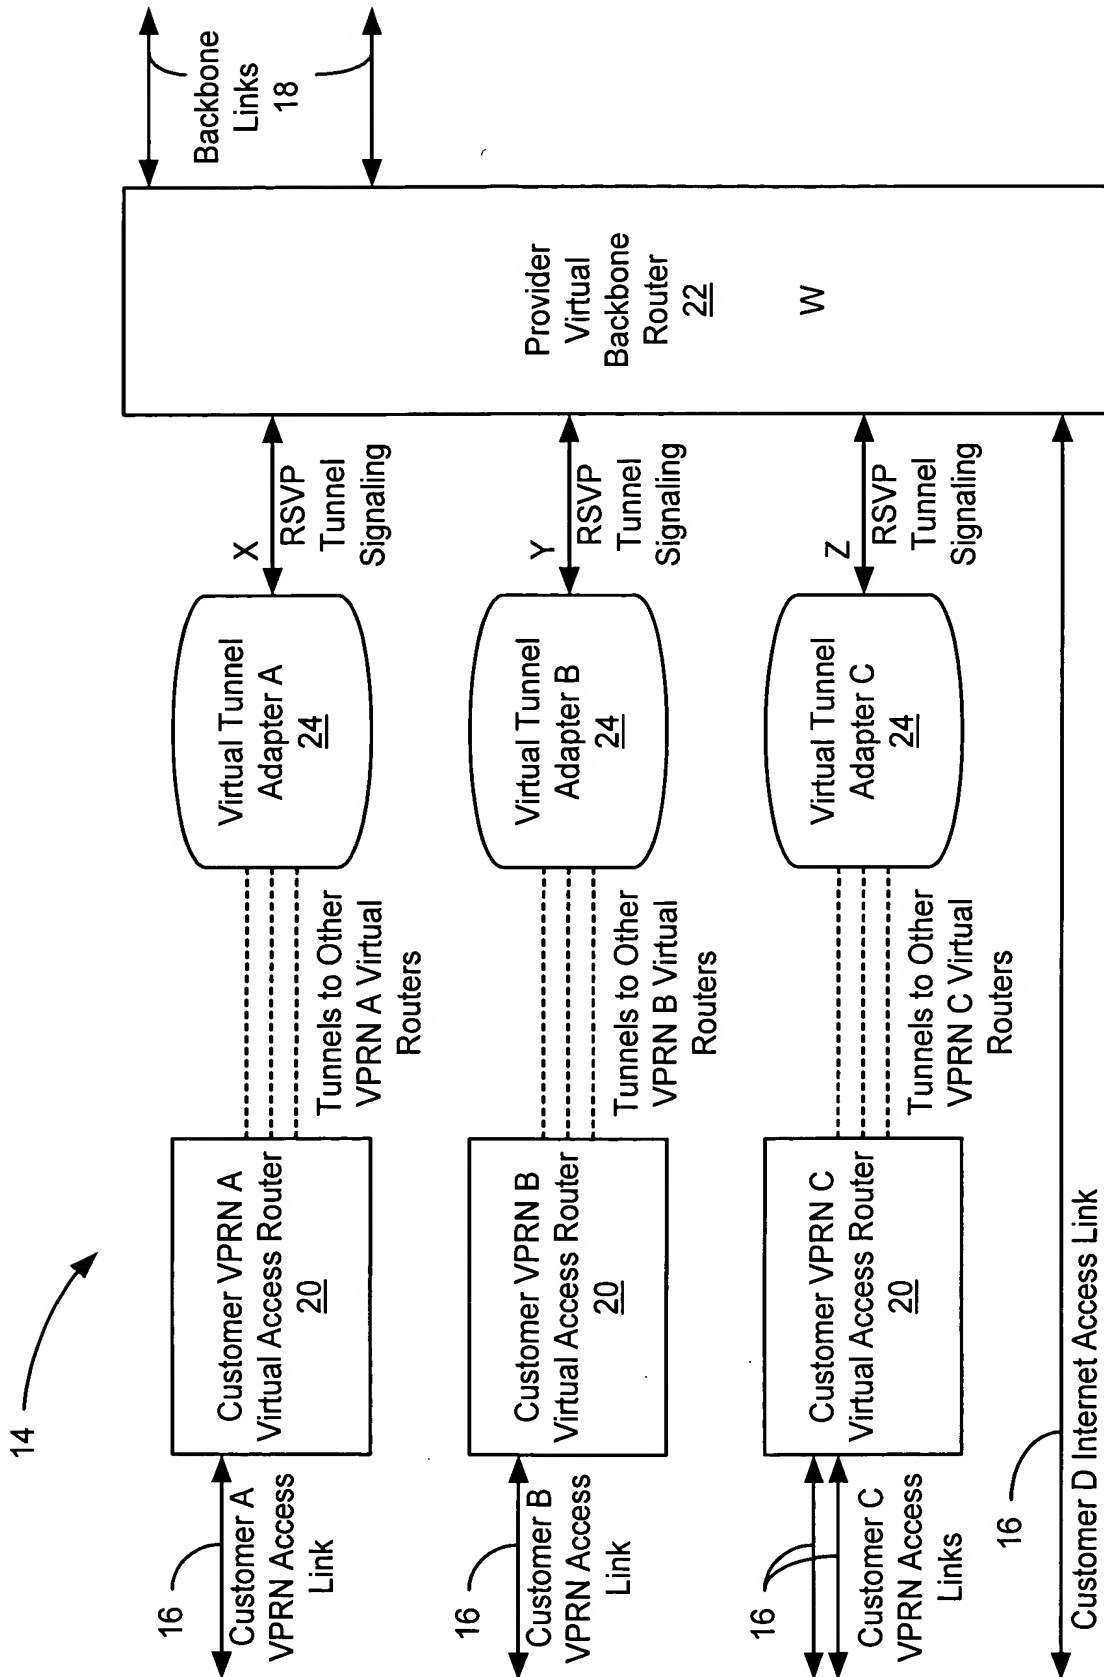 14
16
Customer A
VPRN Access
Link
Customer VPRN A
Virtual Access Router
20
Tunnels to Other
VPRN A Virtual
Routers
Virtual Tunnel
Adapter A
24
X
RSVP
Tunnel
Signaling
Backbone
Links
18
16
Customer B
VPRN Access
Link
Customer VPRN B
Virtual Access Router
20
Tunnels to Other
VPRN B Virtual
Routers
Virtual Tunnel
Adapter B
24
Y
RSVP
Tunnel
Signaling
Provider
Virtual
Backbone
Router
22
W
16
Customer C
VPRN Access
Links
Customer VPRN C
Virtual Access Router
20
Tunnels to Other
VPRN C Virtual
Routers
Virtual Tunnel
Adapter C
24
Z
RSVP
Tunnel
Signaling
16
Customer D Internet Access Link